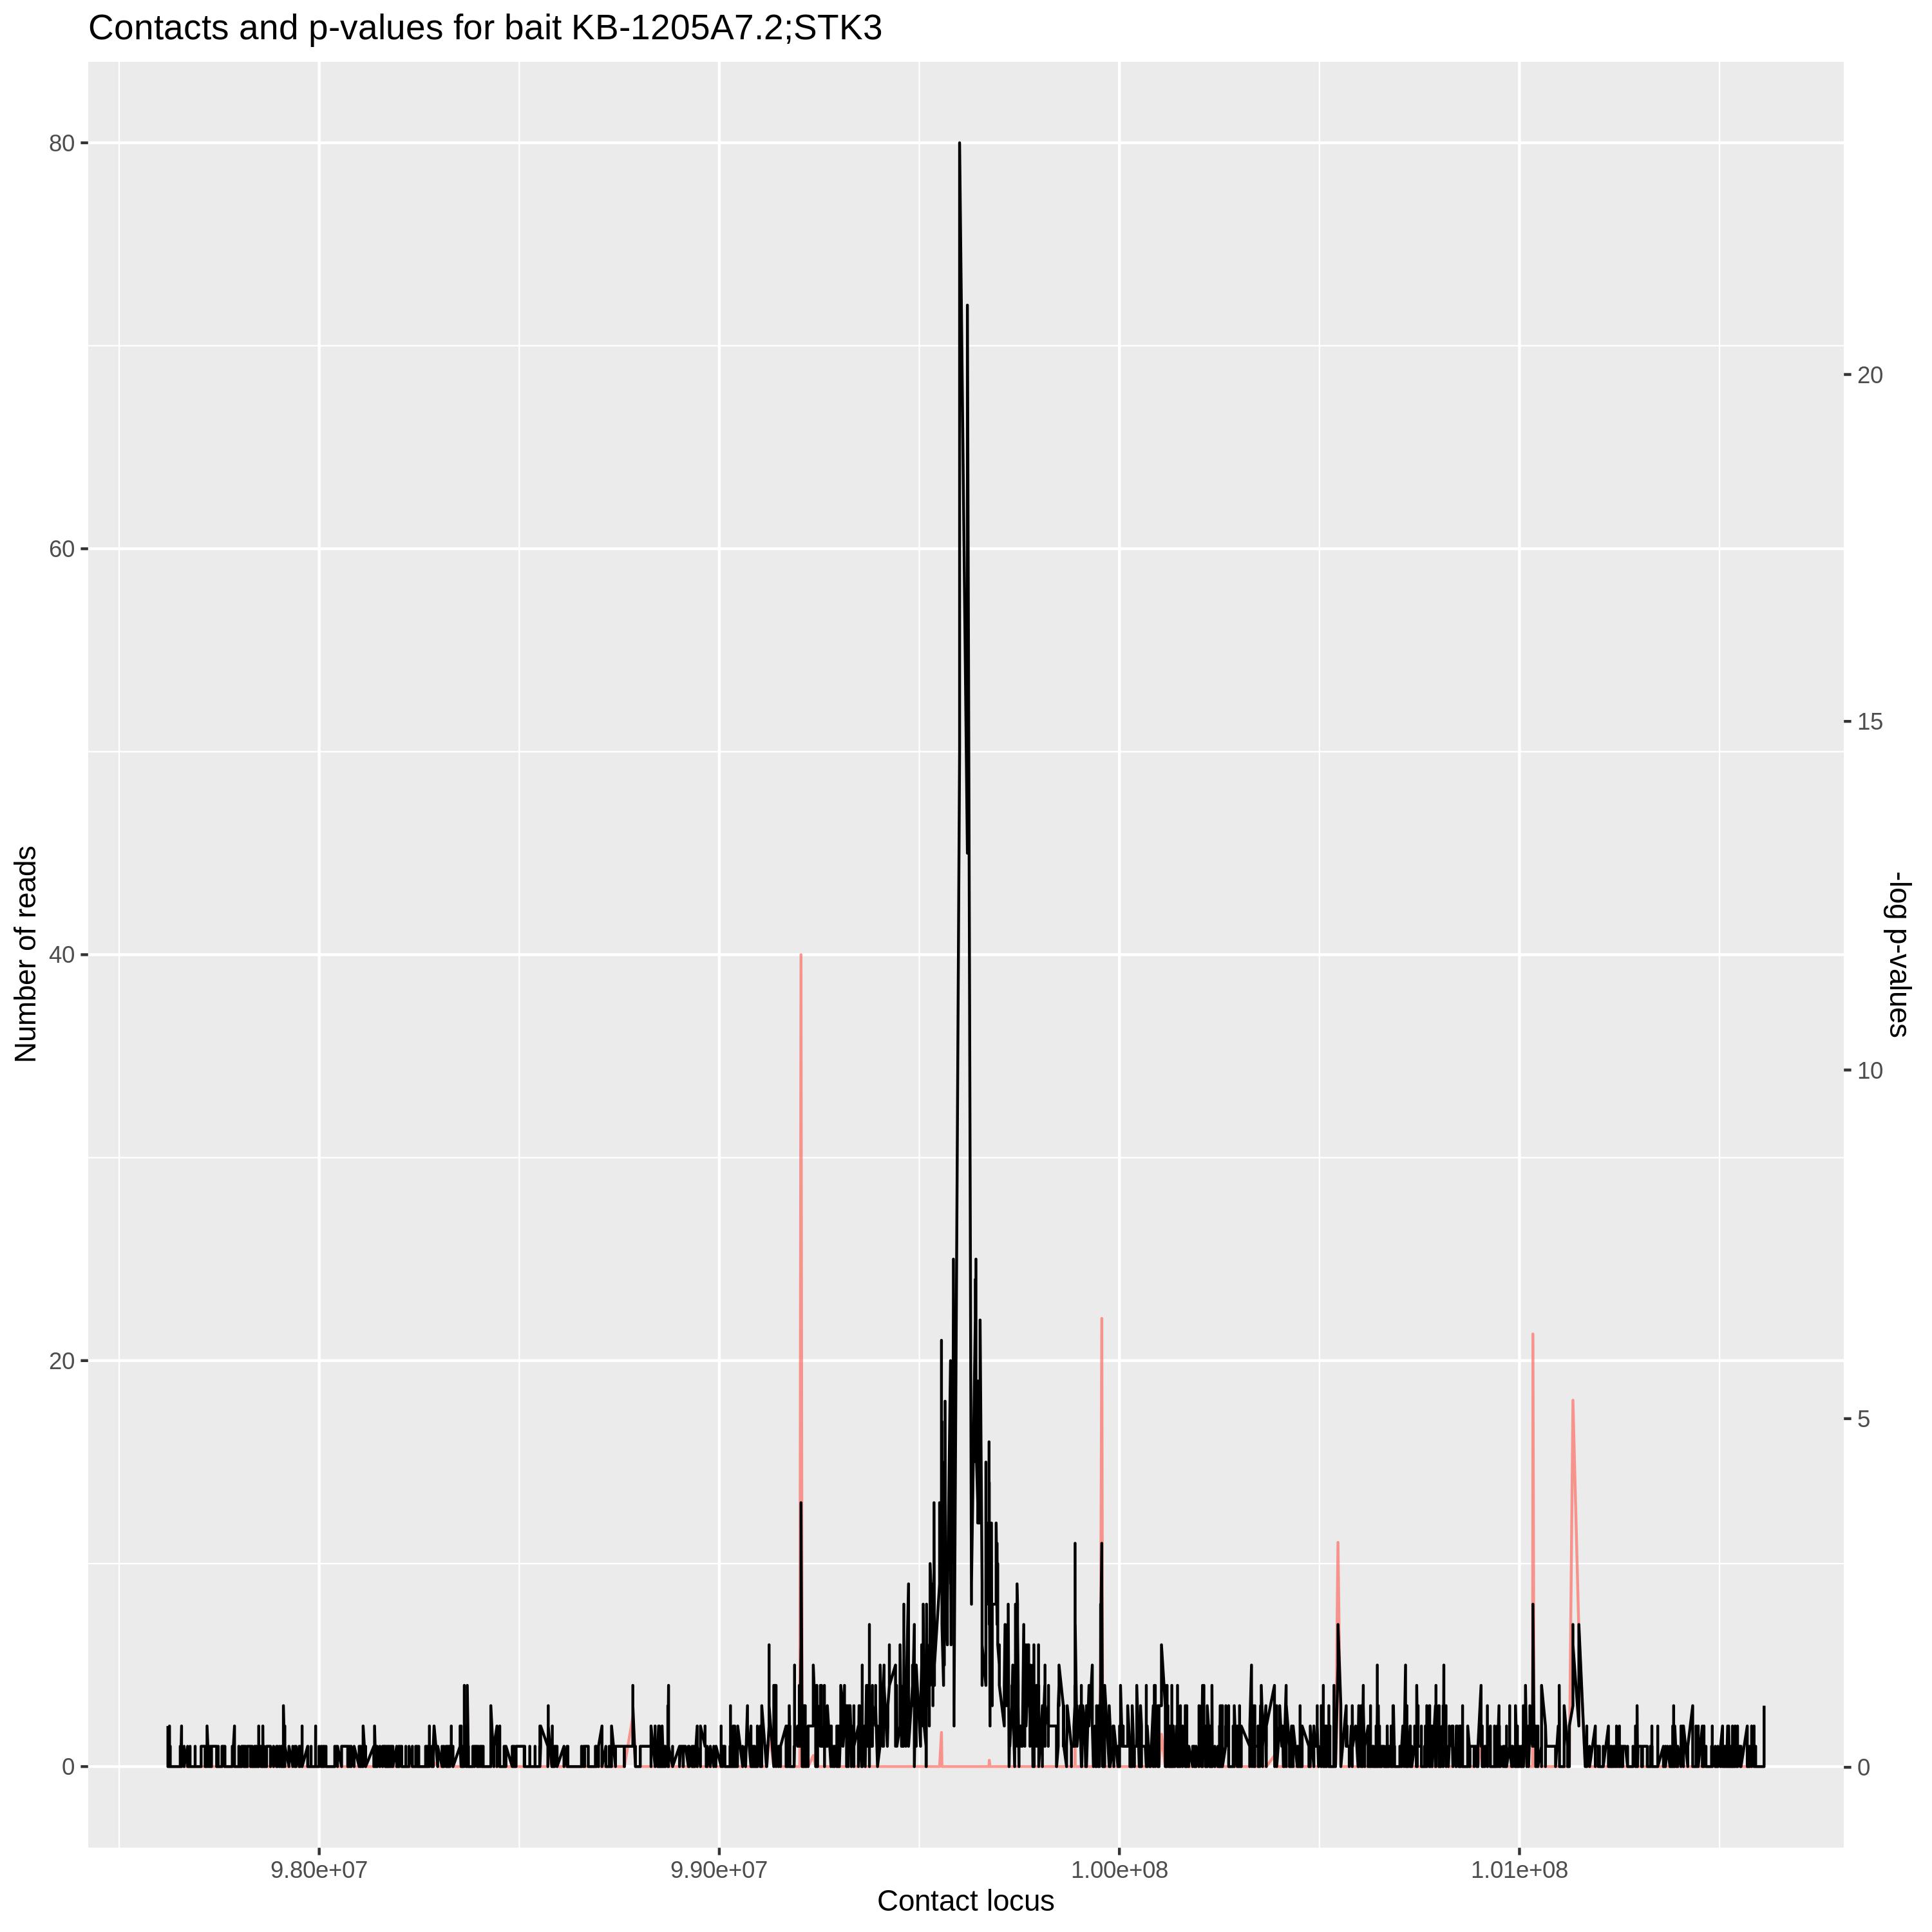 Contacts and p-values for bait KB-1205A7.2;STK3
80
60
40
20
0
Number of reads
20
15
10
5
0
-log p-values
9.80e+07
9.90e+07
1.00e+08
1.01e+08
Contact locus